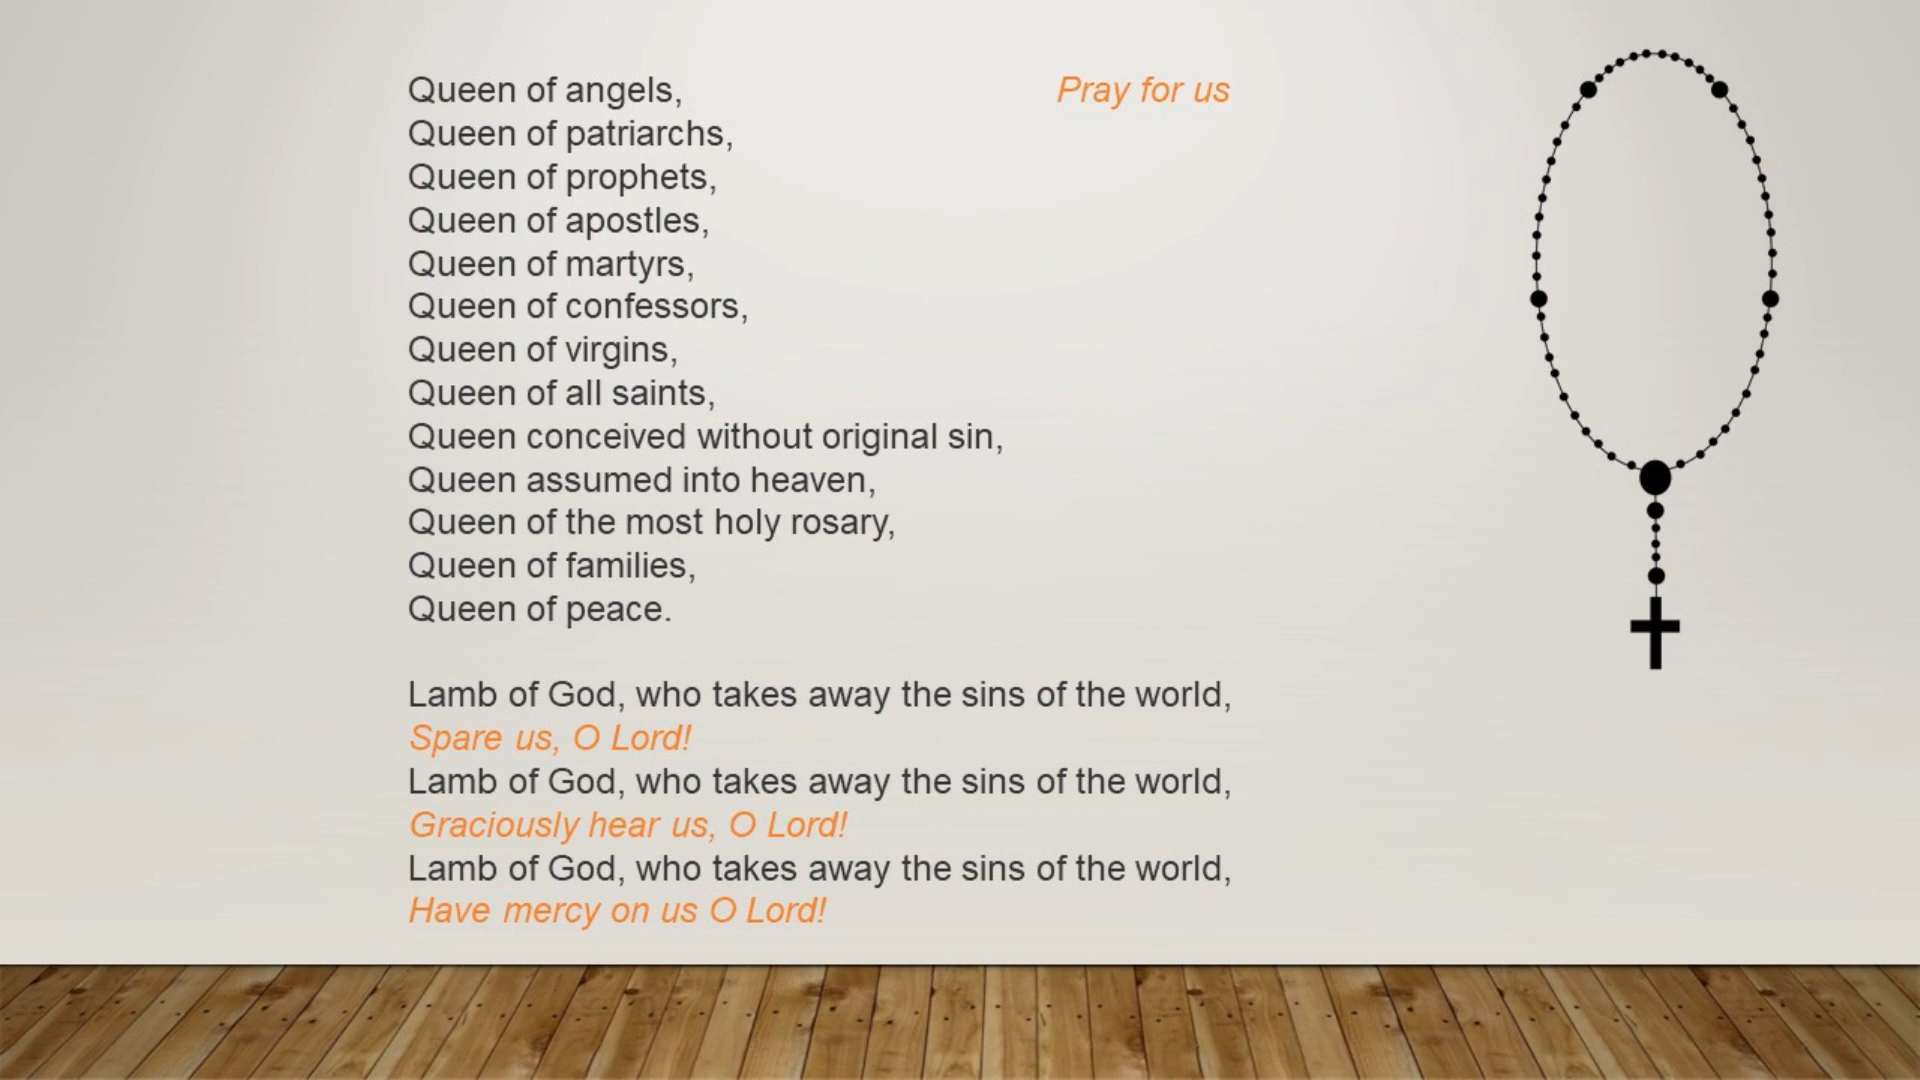 Queen of angels, Pray for us
Queen of patriarchs,
Queen of prophets,
Queen of apostles,
Queen of martyrs,
Queen of confessors,
Queen of virgins,
Queen of all saints,
Queen conceived without original sin,
Queen assumed into heaven,
Queen of the most holy rosary,
Queen of families,
Queen of peace.
Lamb of God, who takes away the sins of the world,
Spare us, O Lord!
Lamb of God, who takes away the sins of the world,
Graciously hear us, O Lord!
Lamb of God, who takes away the sins of the world,
Have mercy on us O Lord!